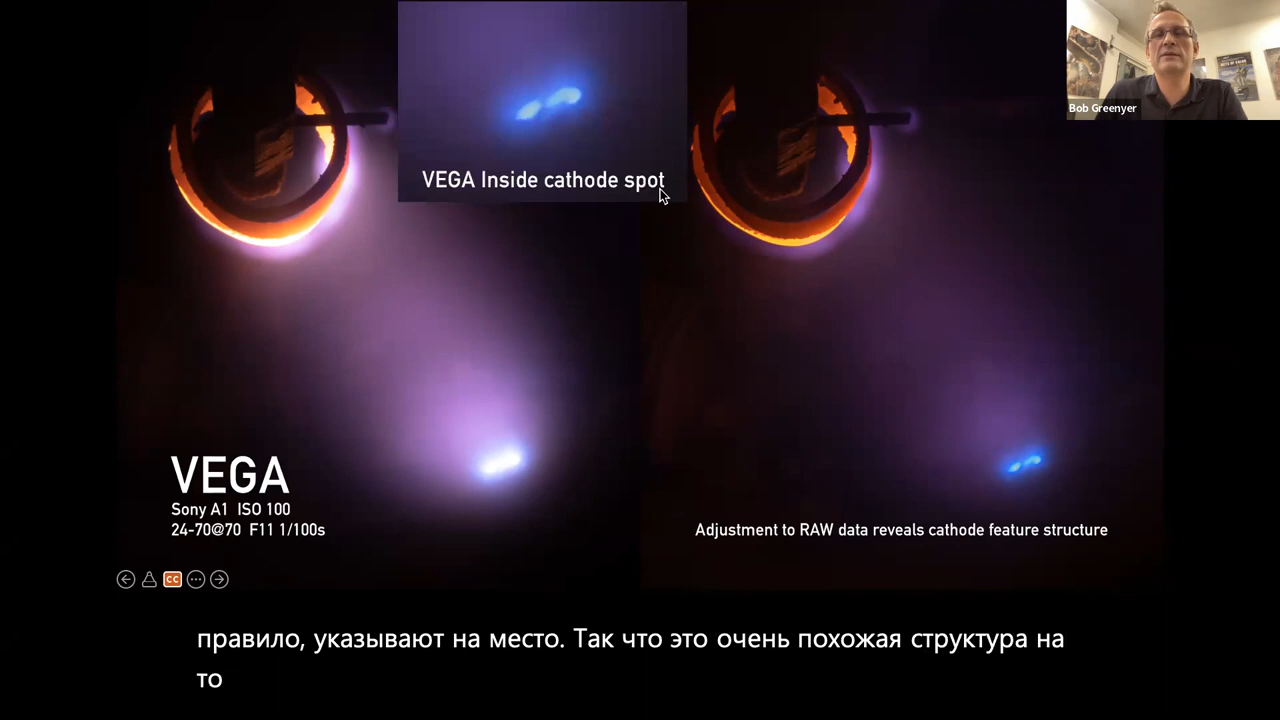 VEGA Inside cathode spot
Bob Greenyer
VEGA
Sony A1 ISO 100
24-70@70 F11 1/100s
Adjustment to RAW data reveals cathode feature structure
CC
правило, указывают на место. Так что это очень похожая структура на
то